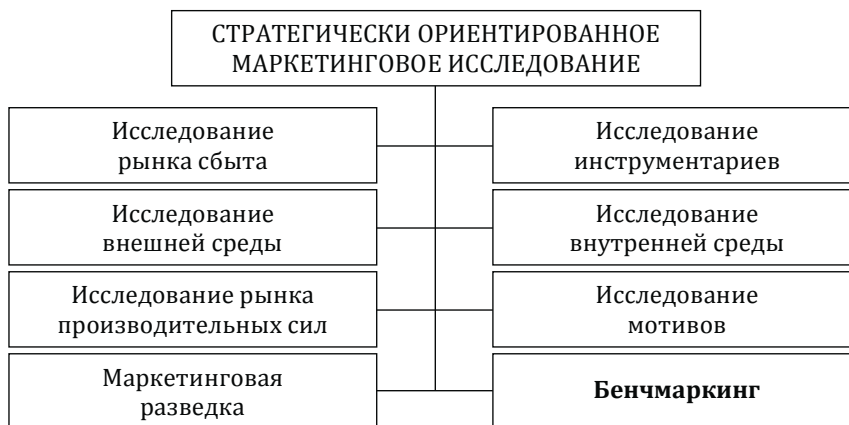 СТРАТЕГИЧЕСКИ ОРИЕНТИРОВАННОЕ
МАРКЕТИНГОВОЕ ИССЛЕДОВАНИЕ
Исследование
рынка сбыта
Исследование
инструментариев
Исследование
внешней среды
Исследование
внутренней среды
Исследование рынка
производительных сил
Исследование
мотивов
Маркетинговая
разведка
Бенчмаркинг